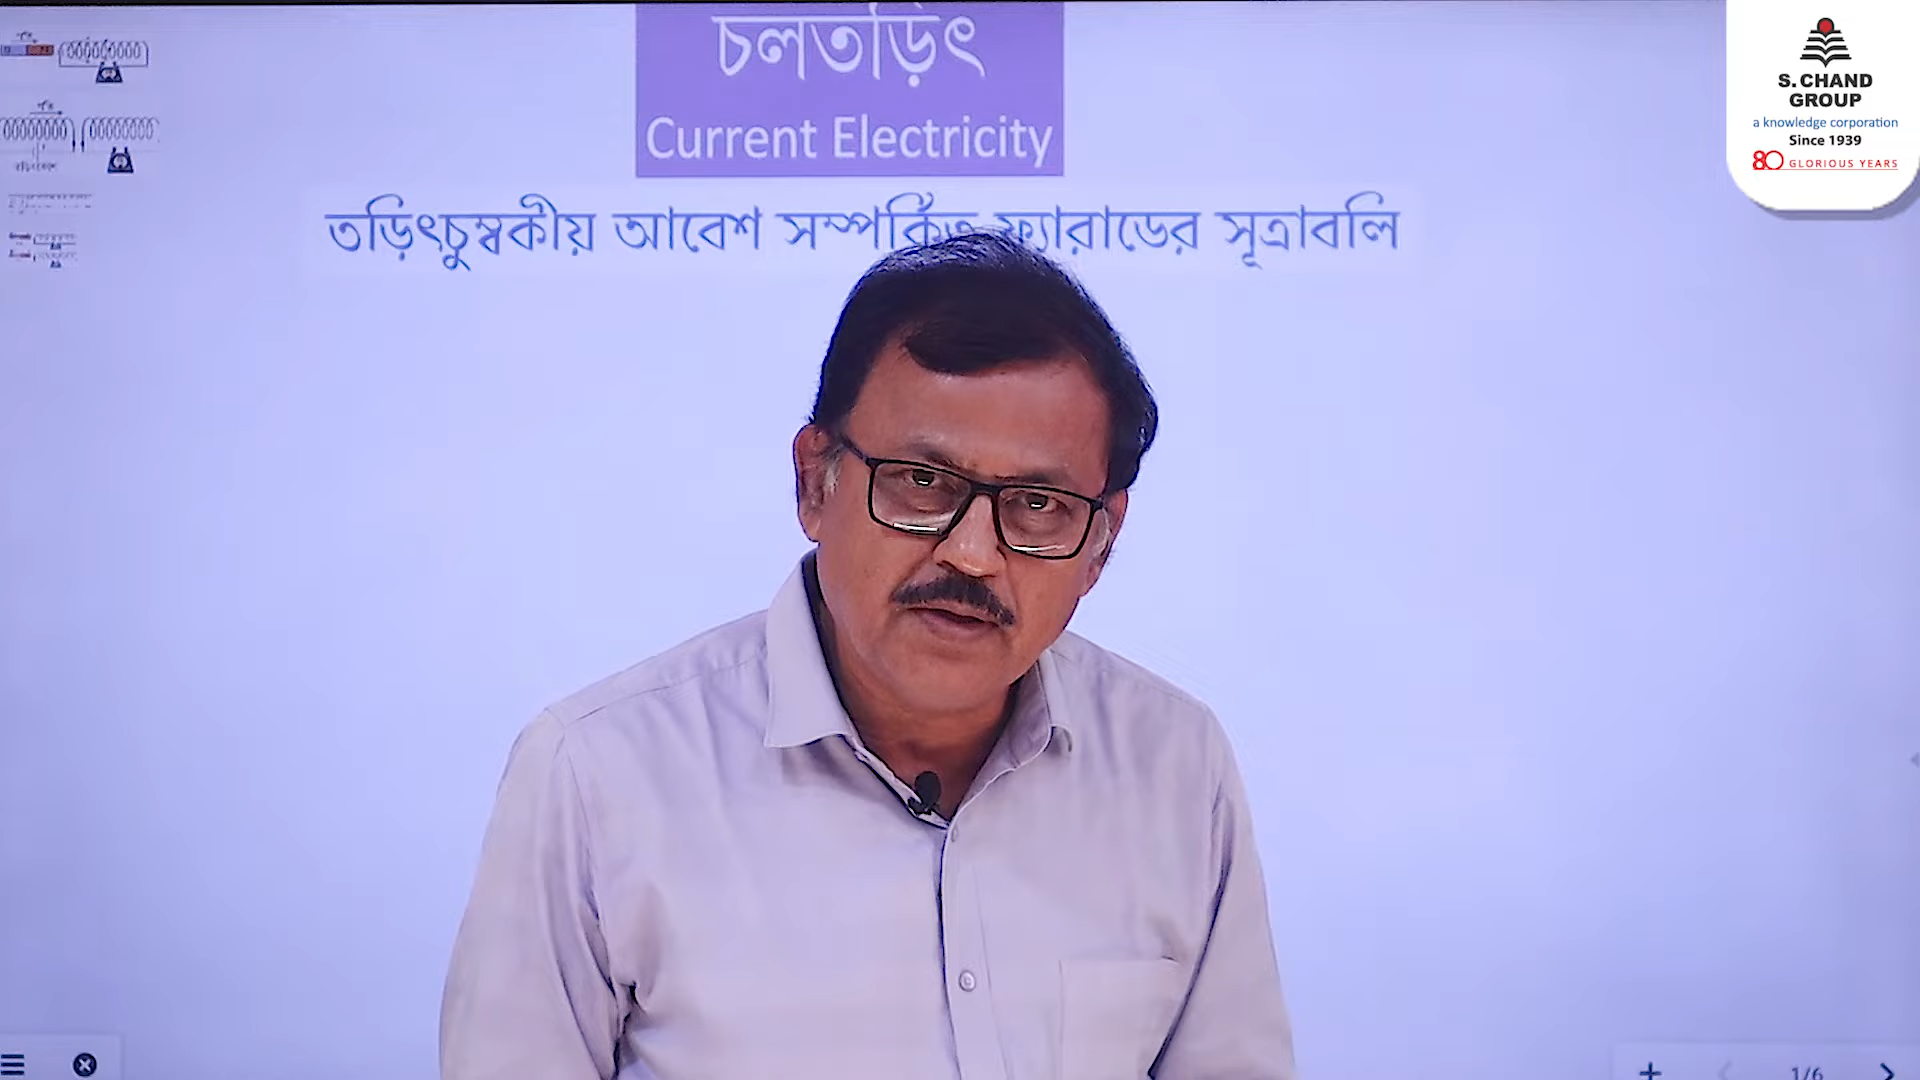 চলতড়িৎ
Current Electricity
তড়িৎচুম্বকীয় আবেশ সম্পর্কিত ফ্যারাডের সূত্রাবলি
S. CHAND
GROUP
a knowledge corporation
Since 1939
80 GLORIOUS YEARS
1/6